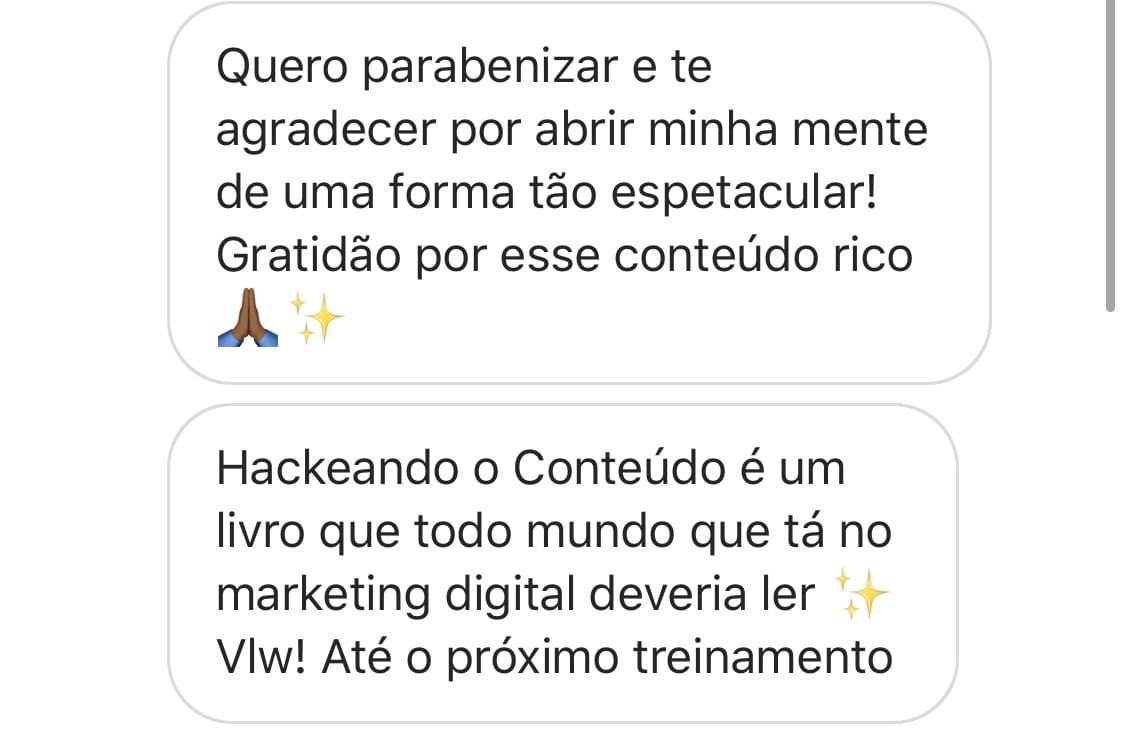 Quero parabenizar e te
agradecer por abrir minha mente
de uma forma tão espetacular!
Gratidão por esse conteúdo rico
🙏🏾✨
Hackeando o Conteúdo é um
livro que todo mundo que tá no
marketing digital deveria ler ✨
Vlw! Até o próximo treinamento